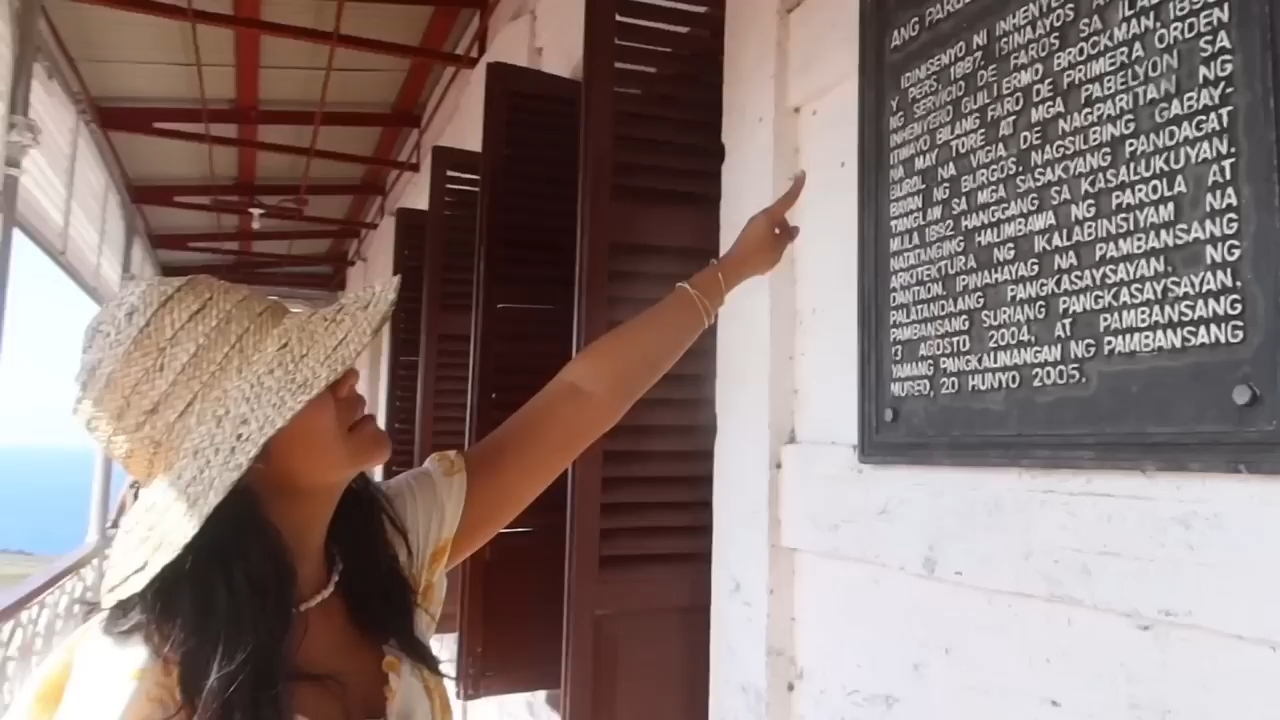 ANG PAROL
IDINISENYO NI INHENYE
Y PERS, 1887. ISINAAYOS
NG SERVICIO DE FAROS SA ILA
INHENYERO GUILLERMO BROCKMAN, 189
ITINAYO BILANG FARO DE PRIMERA ORDEN
NA MAY TORE AT MGA PABELYON SA
BUROL NA VIGIA DE NAGPARITAN NG
BAYAN NG BURGOS. NAGSILBING GABAY-
TANGLAW SA MGA SASAKYANG PANDAGAT
MULA 1892 HANGGANG SA KASALUKUYAN.
NATATANGING HALIMBAWA NG PAROLA AT
ARKITEKTURA NG IKALABINSIYAM NA
DANTAON. IPINAHAYAG NA PAMBANSANG
PALATANDAANG PANGKASAYSAYAN, NG
PAMBANSANG SURIANG PANGKASAYSAYAN,
13 AGOSTO 2004, AT PAMBANSANG
YAMANG PANGKALINANGAN NG PAMBANSANG
MUSEO, 20 HUNYO 2005.